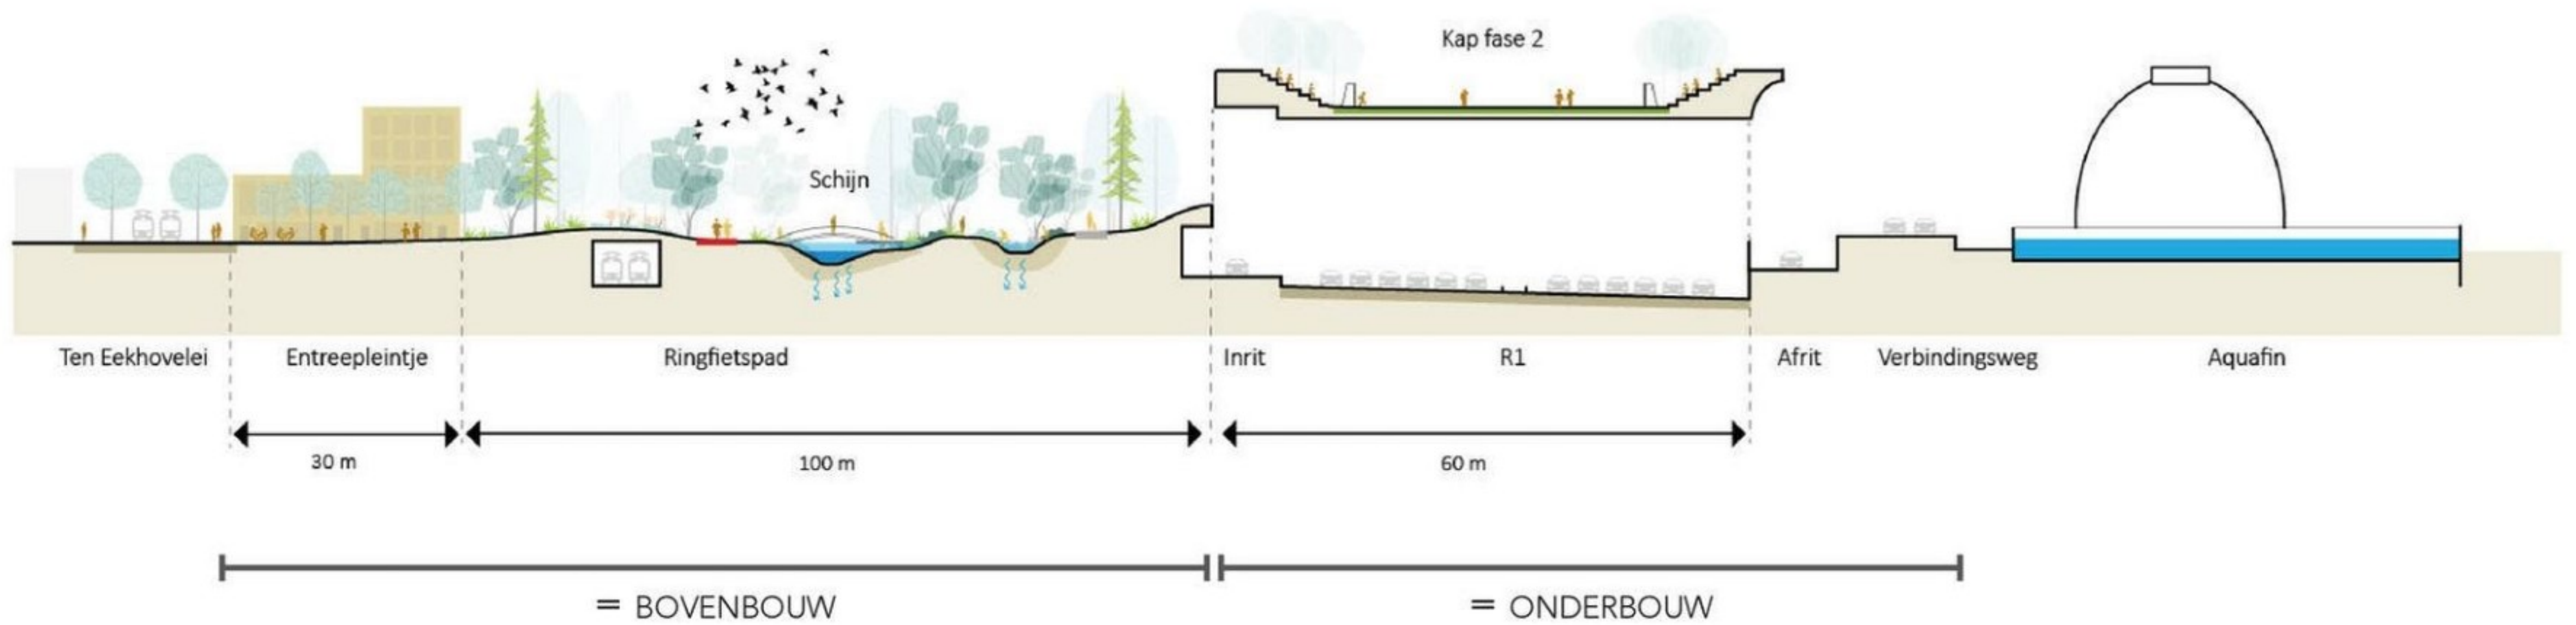 Kap fase 2
Schijn
Ten Eekhovelei
Entreepleintje
Ringfietspad
Inrit
R1
Afrit
Verbindingsweg
Aquafin
30 m
100 m
60 m
= BOVENBOUW
= ONDERBOUW